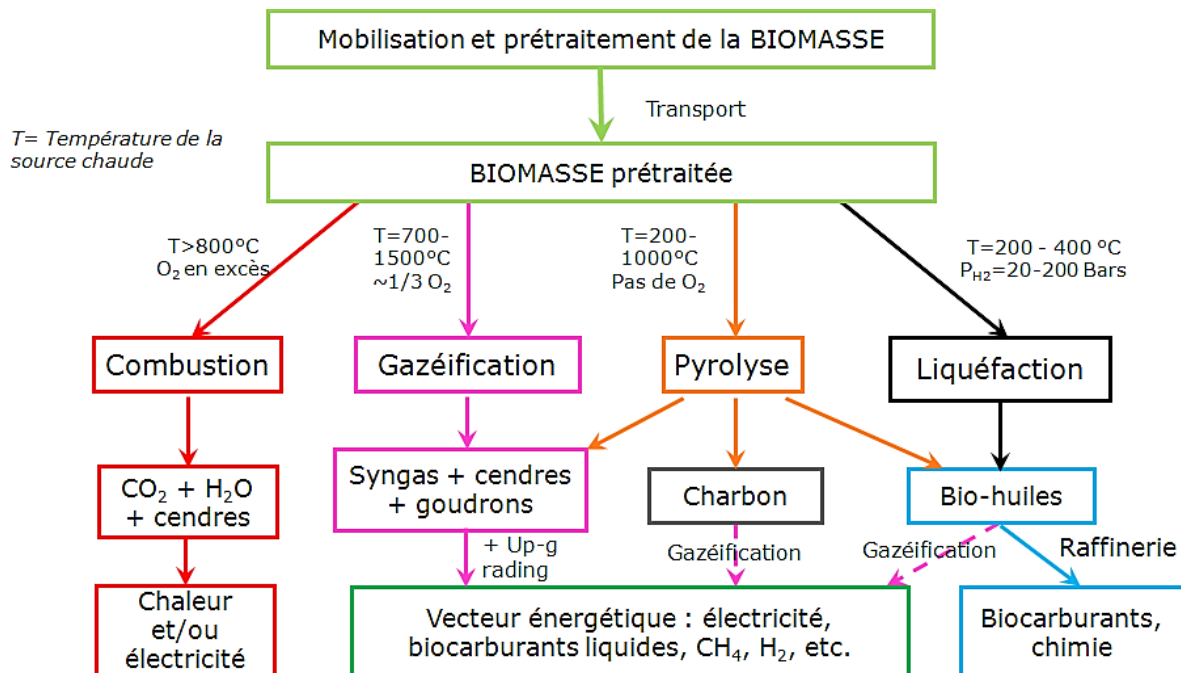 Mobilisation et prétraitement de la BIOMASSE
Transport
T= Température de la
source chaude
BIOMASSE prétraitée
T>800°C
O₂ en excès
T=700-
1500°C
~1/3 O₂
T=200-
1000°C
Pas de O₂
T=200 - 400 °C
P_H2=20-200 Bars
Combustion
Gazéification
Pyrolyse
Liquéfaction
CO₂ + H₂O
+ cendres
Syngas + cendres
+ goudrons
Charbon
Bio-huiles
+ Up-g
rading
Gazéification
Gazéification
Raffinerie
Chaleur
et/ou
électricité
Vecteur énergétique : électricité,
biocarburants liquides, CH₄, H₂, etc.
Biocarburants,
chimie